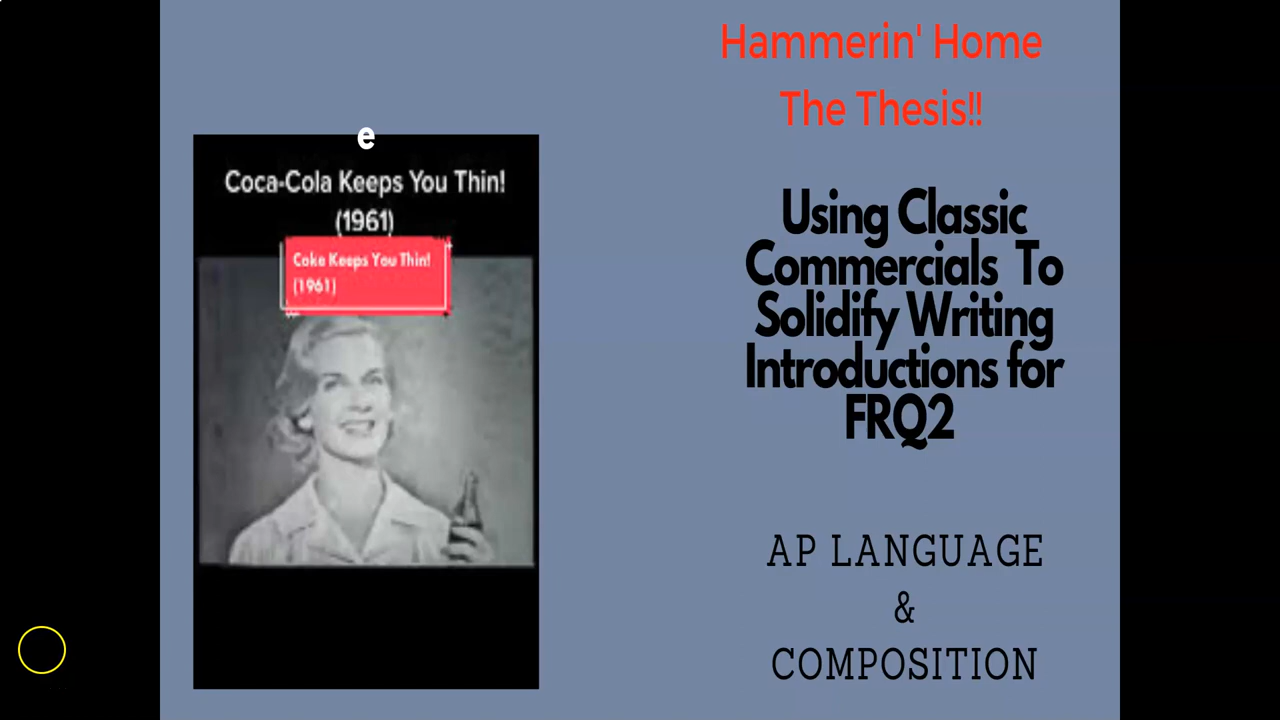 Hammerin' Home
The Thesis!!
e
Coca-Cola Keeps You Thin!
(1961)
Coke Keeps You Thin!
(1961)
Using Classic
Commercials To
Solidify Writing
Introductions for
FRQ2
AP LANGUAGE
&
COMPOSITION